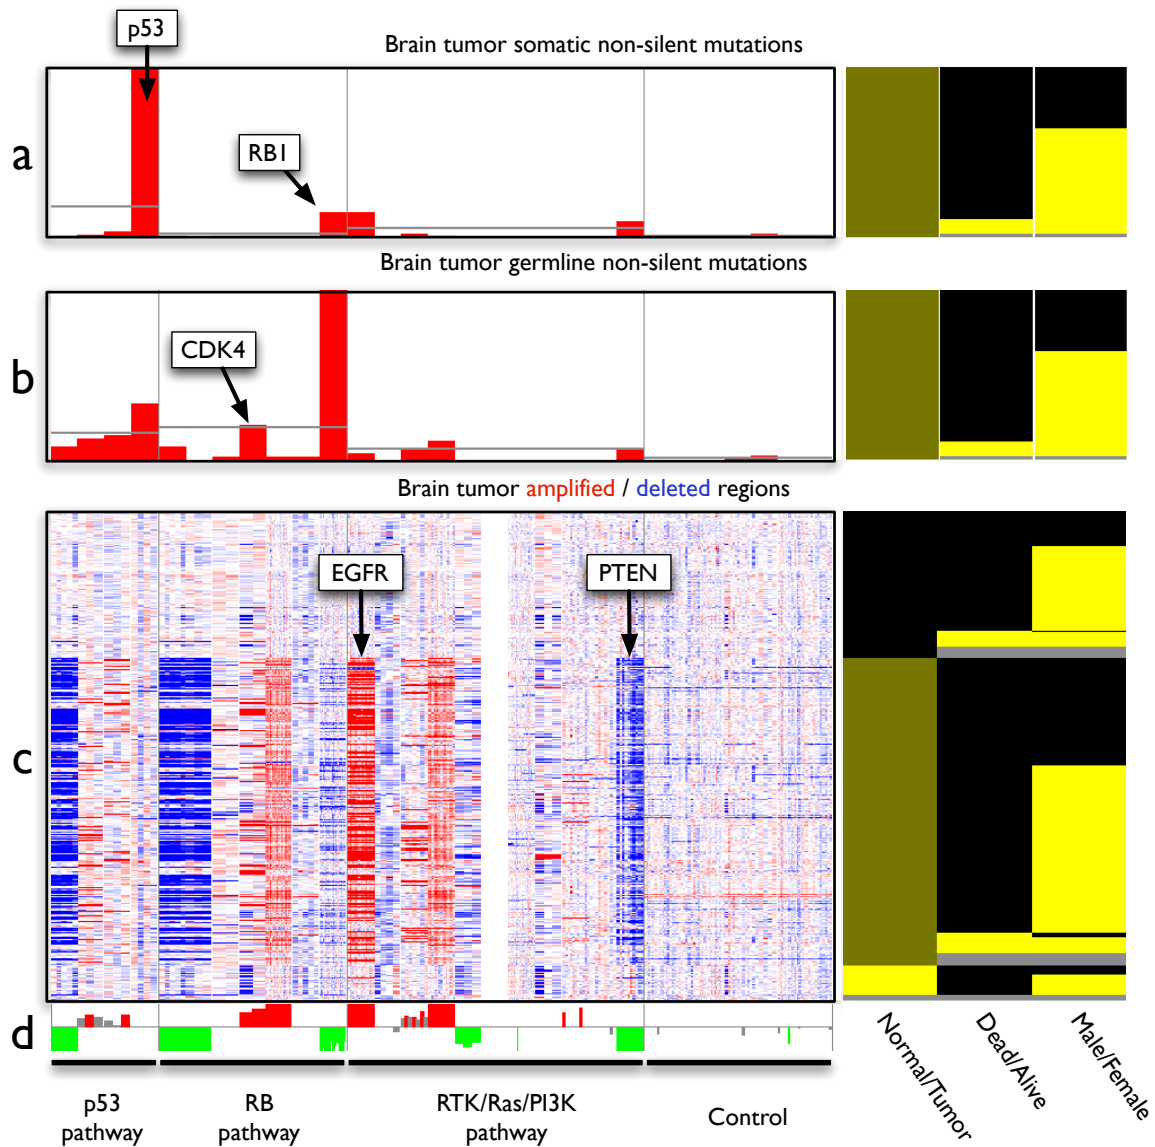 p53
Brain tumor somatic non-silent mutations
a
RB1
Brain tumor germline non-silent mutations
b
CDK4
Brain tumor amplified / deleted regions
EGFR
PTEN
c
d
Normal/Tumor
Dead/Alive
Male/Female
p53
pathway
RB
pathway
RTK/Ras/PI3K
pathway
Control